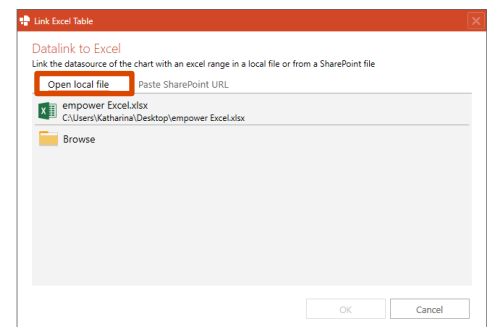 Link Excel Table
Datalink to Excel
Link the datasource of the chart with an excel range in a local file or from a SharePoint file
Open local file Paste SharePoint URL
empower Excel.xlsx
C:\Users\Katharina\Desktop\empower Excel.xlsx
Browse
OK Cancel